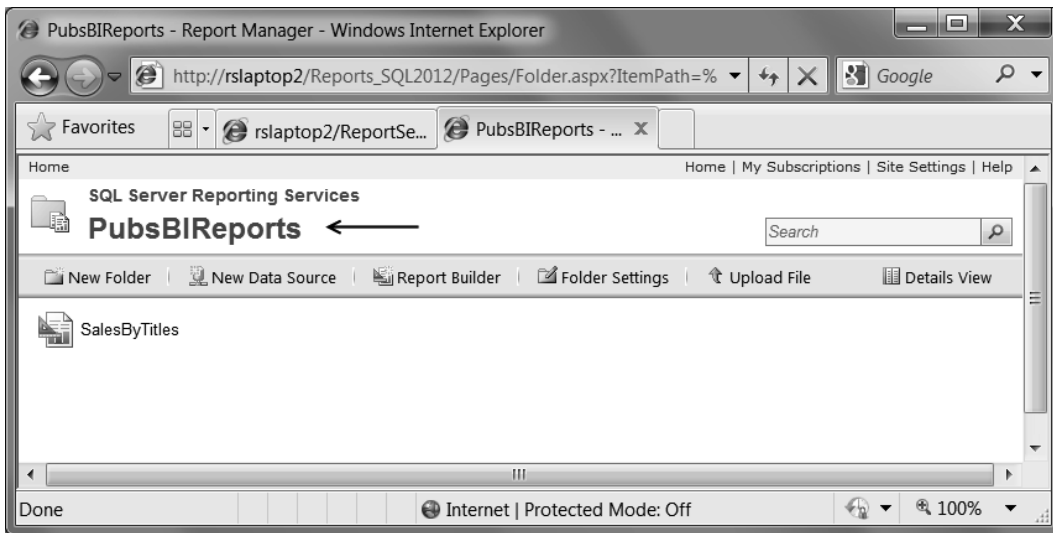 PubsBIReports - Report Manager - Windows Internet Explorer
http://rslaptop2/Reports_SQL2012/Pages/Folder.aspx?ItemPath=%
Google
Favorites
rslaptop2/ReportSe...
PubsBIReports - ...
Home
Home | My Subscriptions | Site Settings | Help
SQL Server Reporting Services
PubsBIReports
Search
New Folder | New Data Source | Report Builder | Folder Settings | Upload File
Details View
SalesByTitles
Done
Internet | Protected Mode: Off
100%